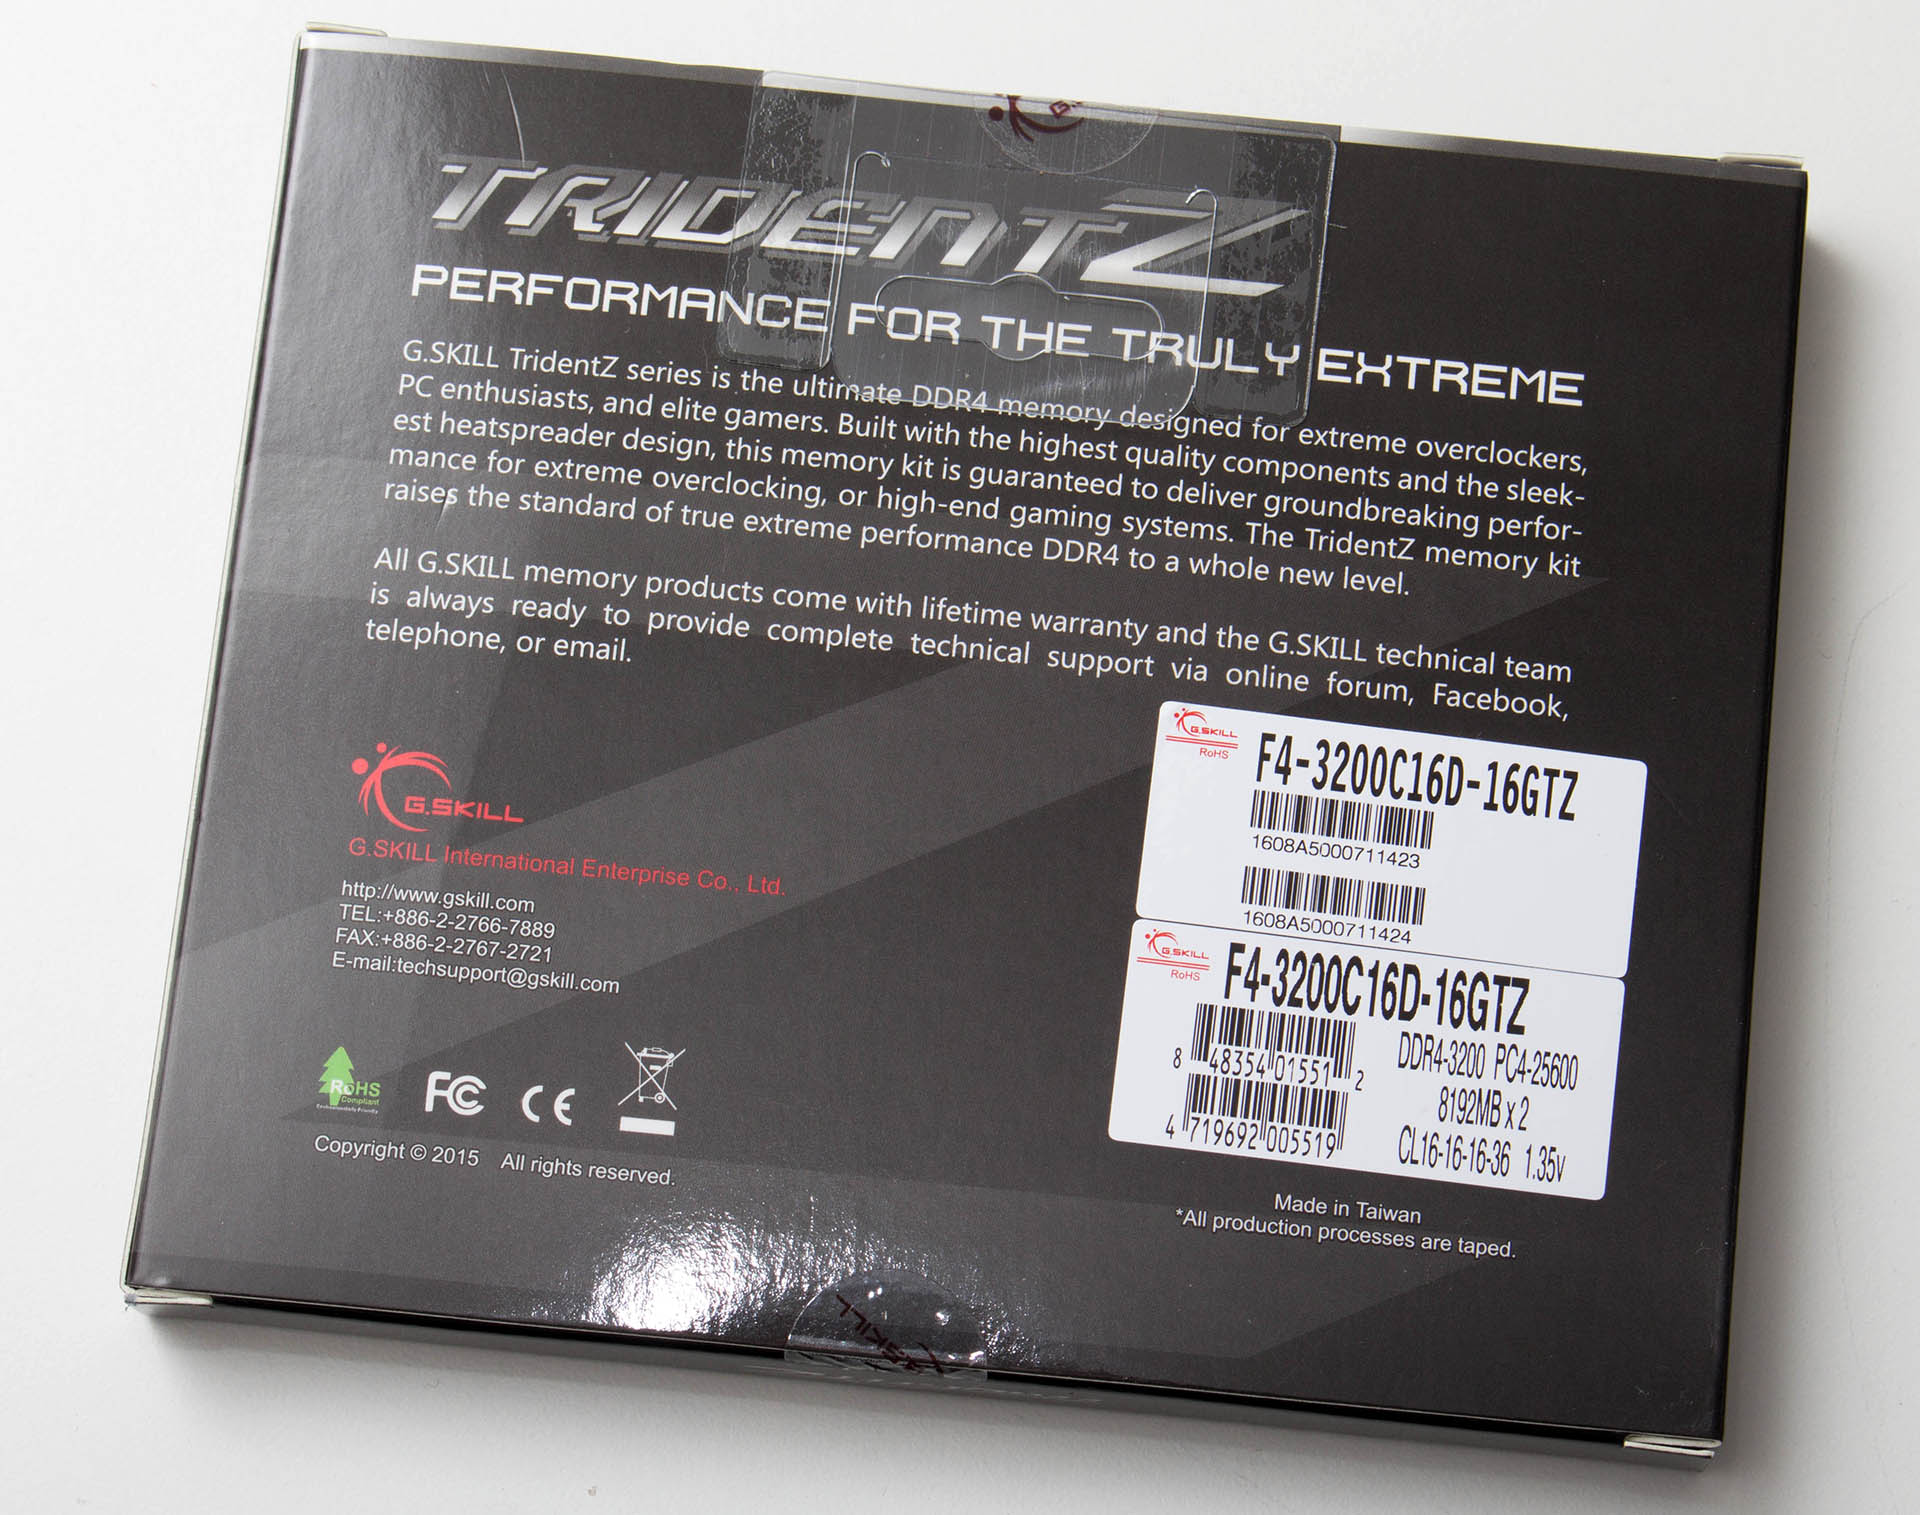 G.S
TRIDENTZ
PERFORMANCE FOR THE TRULY EXTREME
G.SKILL TridentZ series is the ultimate DDR4 memory designed for extreme overclockers,
PC enthusiasts, and elite gamers. Built with the highest quality components and the sleek-
est heatspreader design, this memory kit is guaranteed to deliver groundbreaking perfor-
mance for extreme overclocking, or high-end gaming systems. The TridentZ memory kit
raises the standard of true extreme performance DDR4 to a whole new level.
All G.SKILL memory products come with lifetime warranty and the G.SKILL technical team
is always ready to provide complete technical support via online forum, Facebook,
telephone, or email.
G.SKILL
G.SKILL International Enterprise Co., Ltd.
http://www.gskill.com
TEL:+886-2-2766-7889
FAX:+886-2-2767-2721
E-mail:techsupport@gskill.com
RoHS
Compliant
Environmentally Friendly
FC CE
Copyright © 2015 All rights reserved.
G.SKILL
RoHS
F4-3200C16D-16GTZ
1608A5000711423
1608A5000711424
G.SKILL
RoHS
F4-3200C16D-16GTZ
8 48354 01551 2
4 719692 005519
DDR4-3200 PC4-25600
8192MB x 2
CL16-16-16-36 1.35v
Made in Taiwan
*All production processes are taped.
G.SKILL